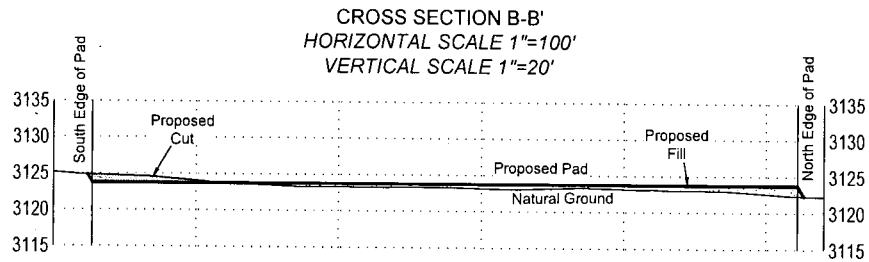 CROSS SECTION B-B'
HORIZONTAL SCALE 1"=100'
VERTICAL SCALE 1"=20'
South Edge of Pad
North Edge of Pad
3135
3135
Proposed
Cut
Proposed
Fill
3130
3130
Proposed Pad
3125
3125
Natural Ground
3120
3120
3115
3115